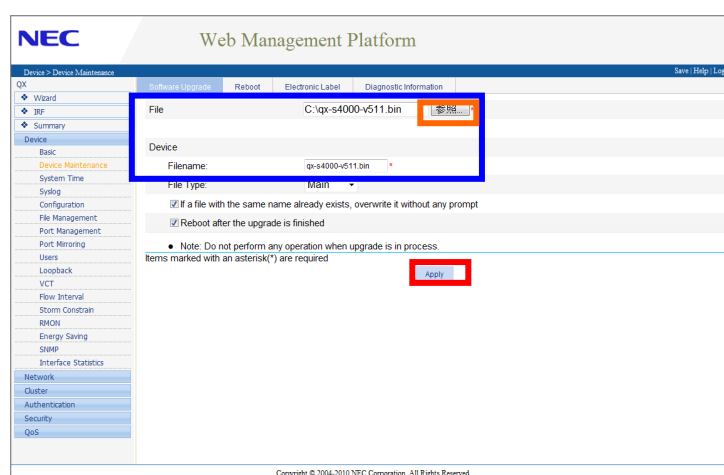 NEC
Web Management Platform
Device > Device Maintenance
Save | Help | Log
QX
Wizard
IRF
Summary
Device
Basic
Device Maintenance
System Time
Syslog
Configuration
File Management
Port Management
Port Mirroring
Users
Loopback
VCT
Flow Interval
Storm Constrain
RMON
Energy Saving
SNMP
Interface Statistics
Network
Cluster
Authentication
Security
QoS
Software Upgrade Reboot Electronic Label Diagnostic Information
File C:\qx-s4000-v511.bin 参照... *
Device
Filename: qx-s4000-v511.bin *
File Type: Main
If a file with the same name already exists, overwrite it without any prompt
Reboot after the upgrade is finished
Note: Do not perform any operation when upgrade is in process.
Items marked with an asterisk(*) are required
Apply
Copyright © 2004-2010 NEC Corporation. All Rights Reserved.